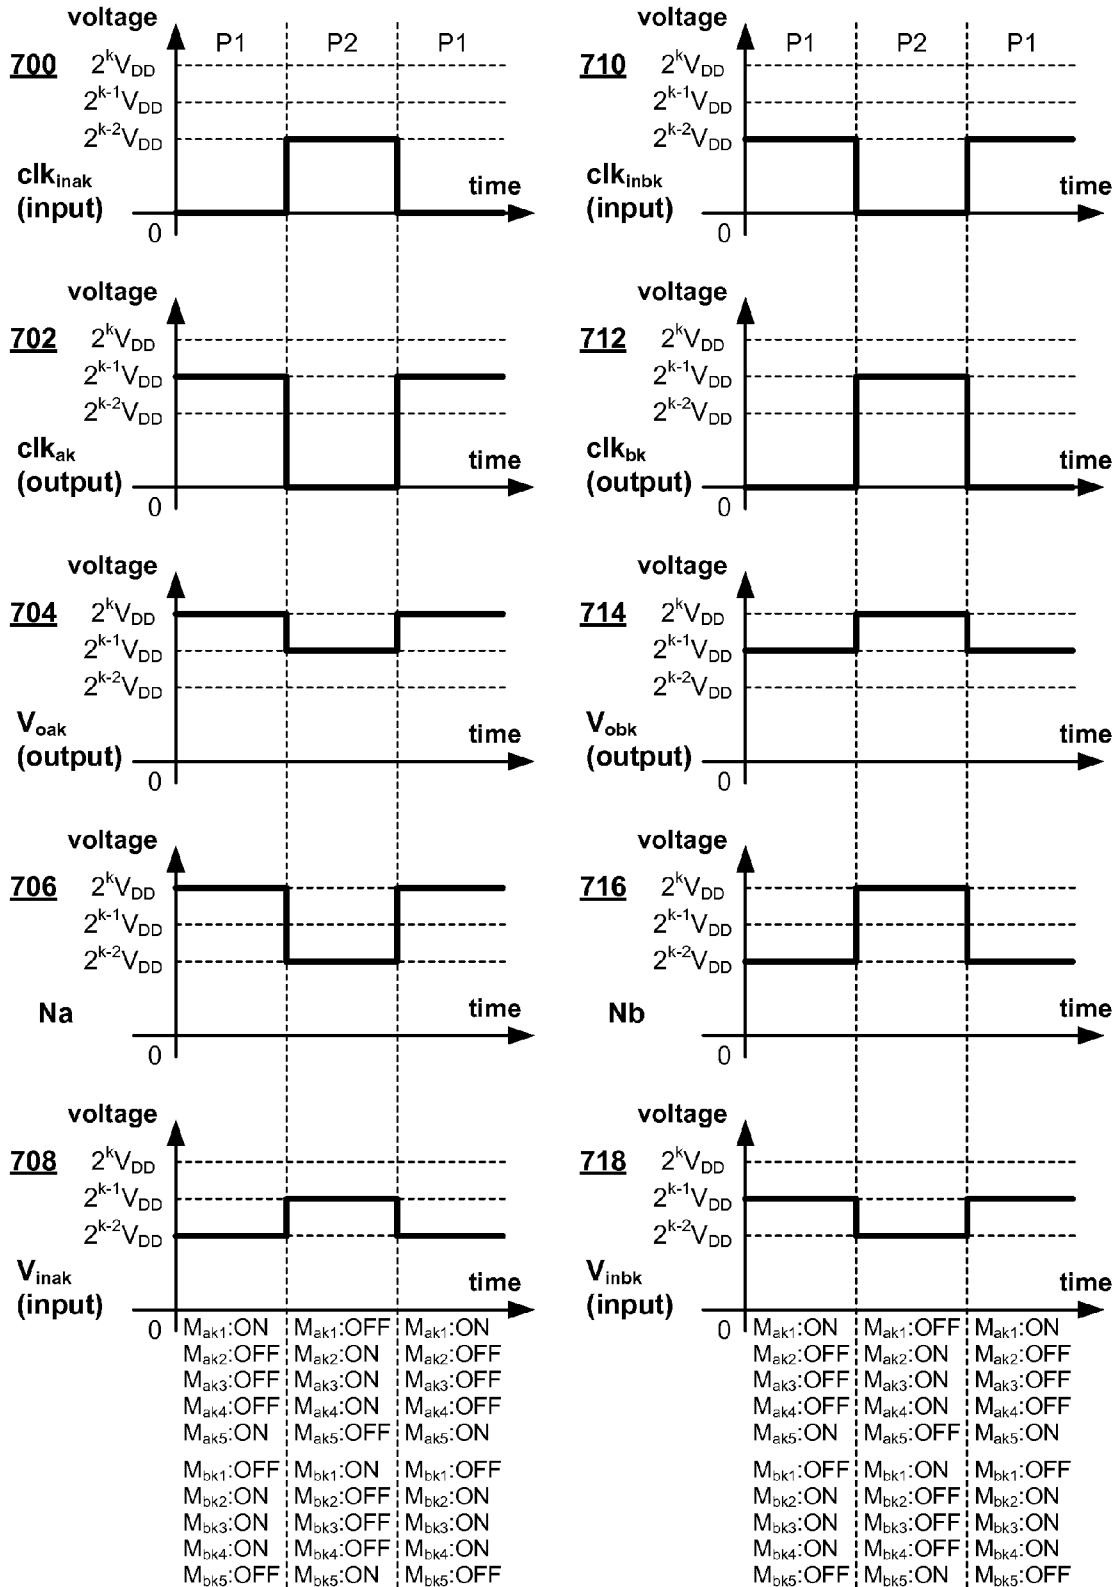 voltage
P1 P2 P1
700 2^kV_DD
2^{k-1}V_DD
2^{k-2}V_DD
clk_inak
(input)
time
0
voltage
P1 P2 P1
710 2^kV_DD
2^{k-1}V_DD
2^{k-2}V_DD
clk_inbk
(input)
time
0
voltage
702 2^kV_DD
2^{k-1}V_DD
2^{k-2}V_DD
clk_ak
(output)
time
0
voltage
712 2^kV_DD
2^{k-1}V_DD
2^{k-2}V_DD
clk_bk
(output)
time
0
voltage
704 2^kV_DD
2^{k-1}V_DD
2^{k-2}V_DD
V_oak
(output)
time
0
voltage
714 2^kV_DD
2^{k-1}V_DD
2^{k-2}V_DD
V_obk
(output)
time
0
voltage
706 2^kV_DD
2^{k-1}V_DD
2^{k-2}V_DD
Na
time
0
voltage
716 2^kV_DD
2^{k-1}V_DD
2^{k-2}V_DD
Nb
time
0
voltage
708 2^kV_DD
2^{k-1}V_DD
2^{k-2}V_DD
V_inak
(input)
time
0
voltage
718 2^kV_DD
2^{k-1}V_DD
2^{k-2}V_DD
V_inbk
(input)
time
0
M_ak1:ON M_ak1:OFF M_ak1:ON
M_ak2:OFF M_ak2:ON M_ak2:OFF
M_ak3:OFF M_ak3:ON M_ak3:OFF
M_ak4:OFF M_ak4:ON M_ak4:OFF
M_ak5:ON M_ak5:OFF M_ak5:ON
M_bk1:OFF M_bk1:ON M_bk1:OFF
M_bk2:ON M_bk2:OFF M_bk2:ON
M_bk3:ON M_bk3:OFF M_bk3:ON
M_bk4:ON M_bk4:OFF M_bk4:ON
M_bk5:OFF M_bk5:ON M_bk5:OFF
M_ak1:ON M_ak1:OFF M_ak1:ON
M_ak2:OFF M_ak2:ON M_ak2:OFF
M_ak3:OFF M_ak3:ON M_ak3:OFF
M_ak4:OFF M_ak4:ON M_ak4:OFF
M_ak5:ON M_ak5:OFF M_ak5:ON
M_bk1:OFF M_bk1:ON M_bk1:OFF
M_bk2:ON M_bk2:OFF M_bk2:ON
M_bk3:ON M_bk3:OFF M_bk3:ON
M_bk4:ON M_bk4:OFF M_bk4:ON
M_bk5:OFF M_bk5:ON M_bk5:OFF